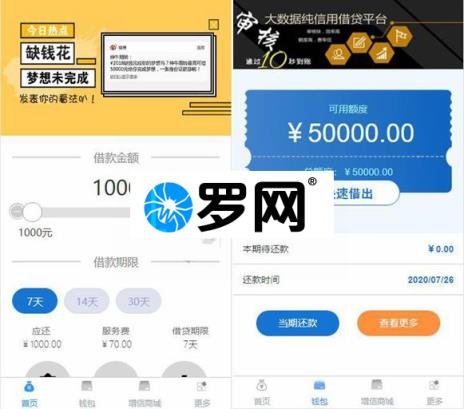 今日热点
缺钱花
梦想未完成
发表你的看法吧！
借款金额
1000
1000元
借款期限
7天
14天
30天
应还
服务费
借贷期限
￥1000.00
￥70.00
7天
首页
钱包
增信商城
更多
罗网®
大数据纯信用借贷平台
审核
通过10秒到账
可用额度
￥50000.00
￥50000.00
速借出
本期待还款
￥0.00
还款时间
2020/07/26
当期还款
查看更多
首页
钱包
增信商城
更多